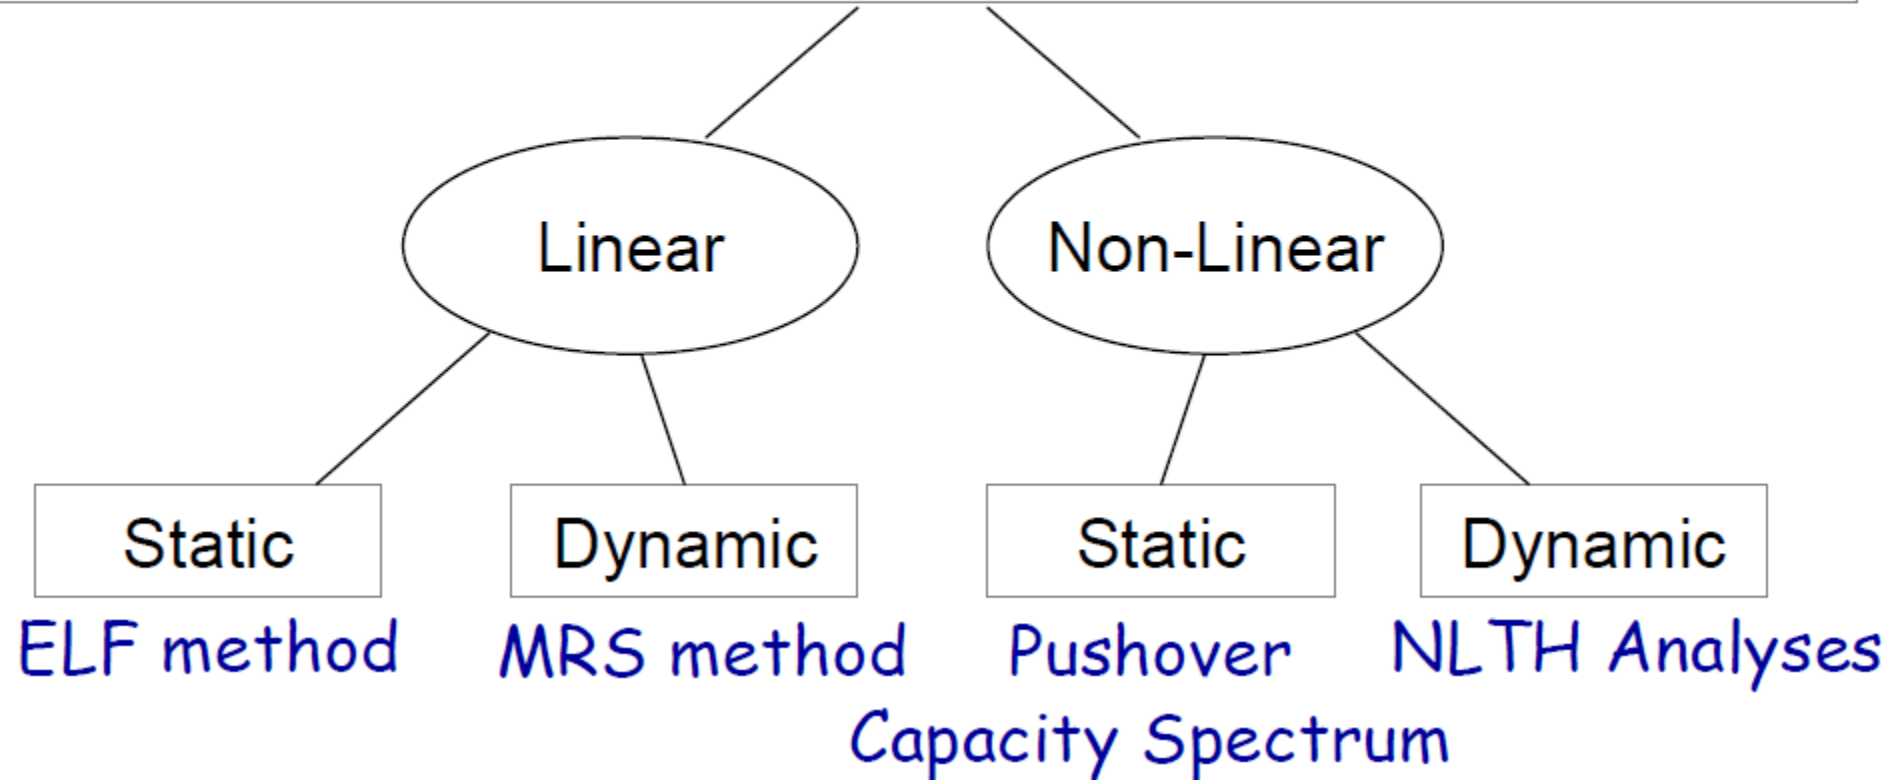 Linear Non-Linear
Static Dynamic Static Dynamic
ELF method MRS method Pushover NLTH Analyses
Capacity Spectrum